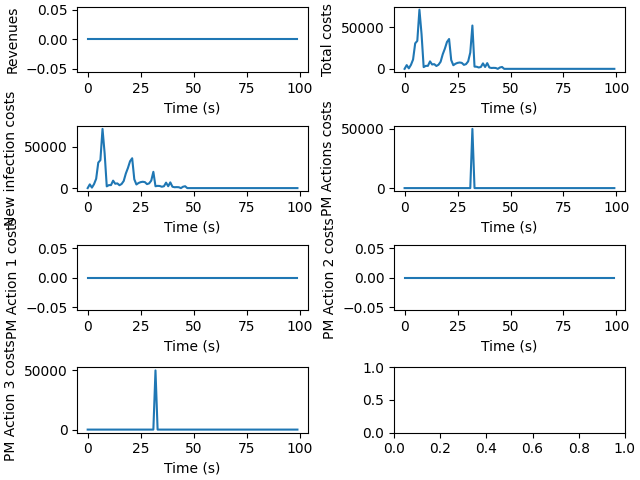 Revenues
0.05
0.00
−0.05
0 25 50 75 100
Time (s)
Total costs
50000
0
0 25 50 75 100
Time (s)
New infection costs
50000
0
0 25 50 75 100
Time (s)
PM Actions costs
50000
0
0 25 50 75 100
Time (s)
PM Action 1 costs
0.05
0.00
−0.05
0 25 50 75 100
Time (s)
PM Action 2 costs
0.05
0.00
−0.05
0 25 50 75 100
Time (s)
PM Action 3 costs
50000
0
0 25 50 75 100
Time (s)
1.0
0.5
0.0
0.0 0.2 0.4 0.6 0.8 1.0